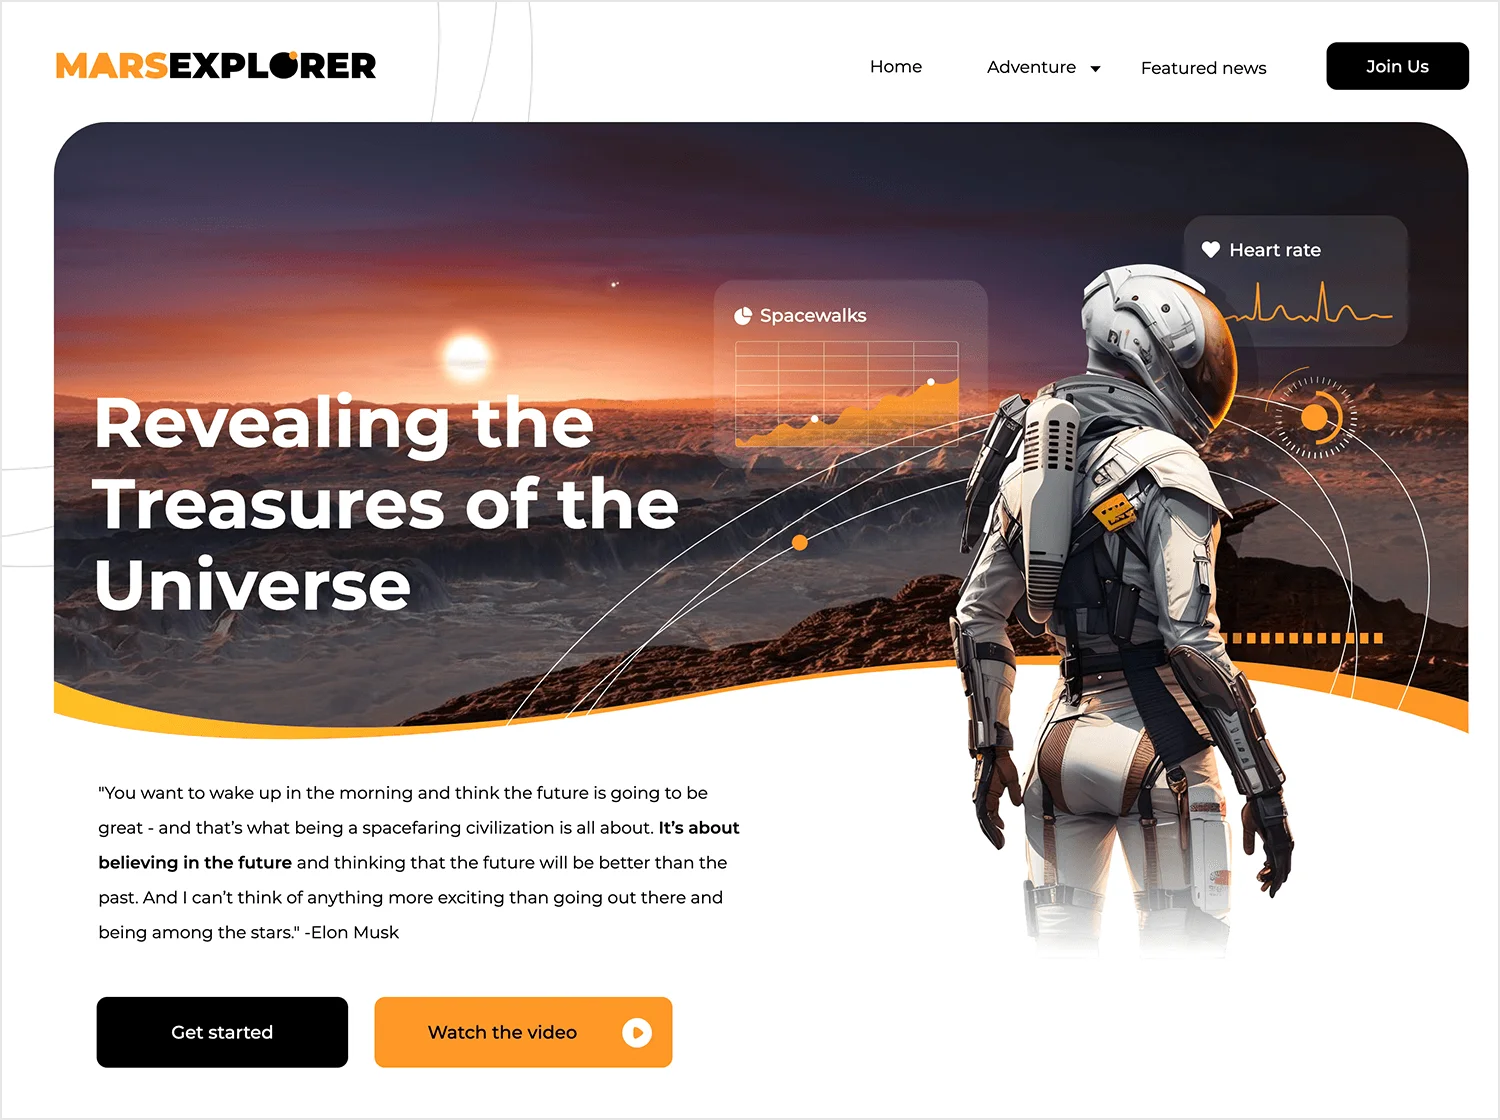 MARSEXPLORER
Home
Adventure
Featured news
Join Us
Heart rate
Spacewalks
Revealing the
Treasures of the
Universe
"You want to wake up in the morning and think the future is going to be
great - and that’s what being a spacefaring civilization is all about. It’s about
believing in the future and thinking that the future will be better than the
past. And I can’t think of anything more exciting than going out there and
being among the stars." -Elon Musk
Get started
Watch the video